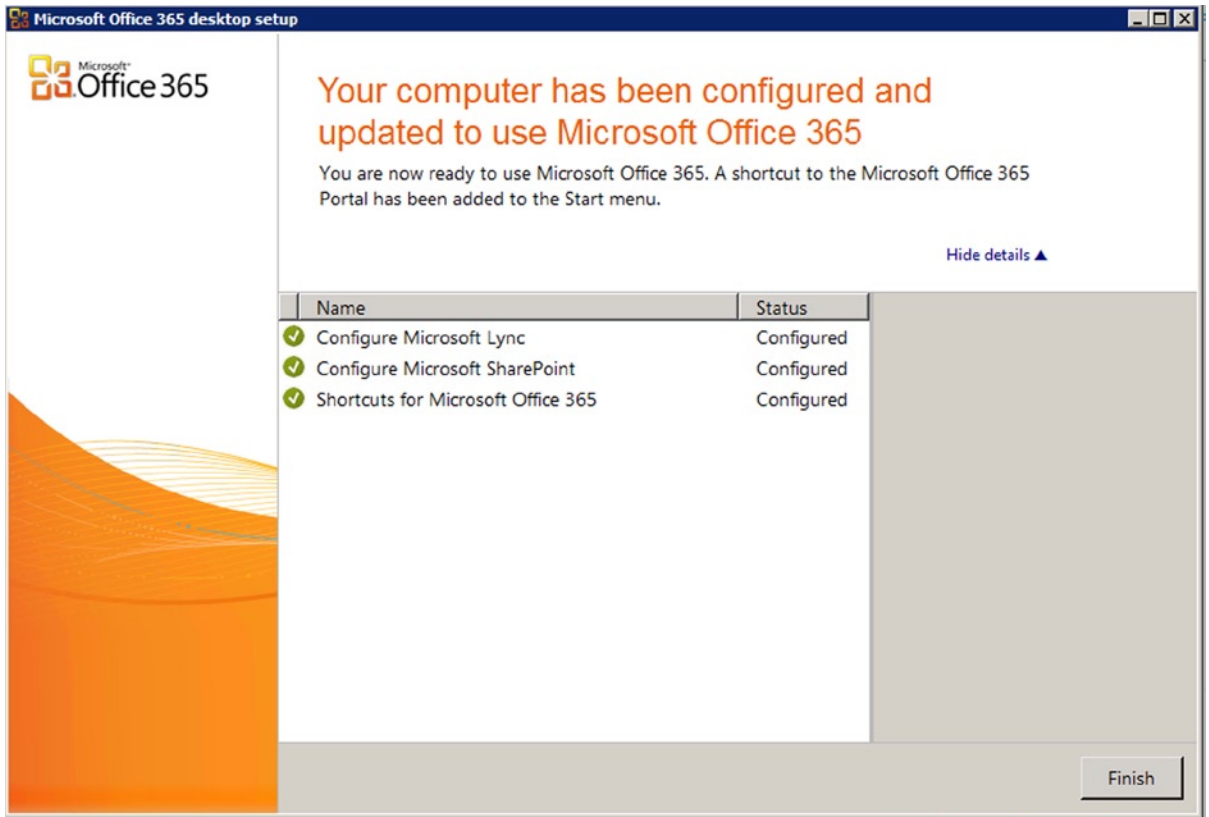 Microsoft Office 365 desktop setup
Microsoft®
Office 365
Your computer has been configured and
updated to use Microsoft Office 365
You are now ready to use Microsoft Office 365. A shortcut to the Microsoft Office 365
Portal has been added to the Start menu.
Hide details ▲
Name Status
Configure Microsoft Lync Configured
Configure Microsoft SharePoint Configured
Shortcuts for Microsoft Office 365 Configured
Finish